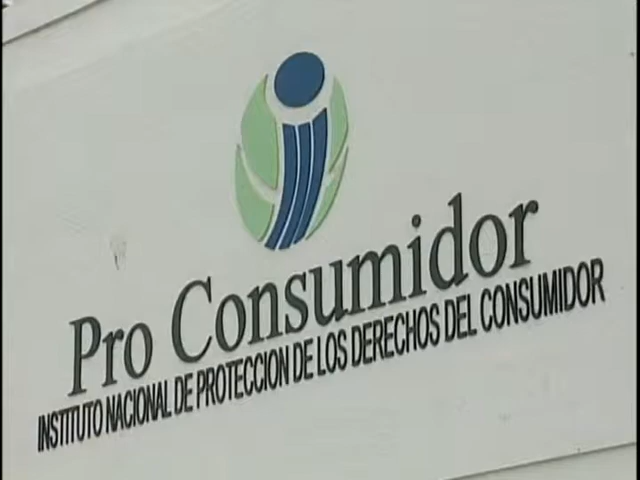 Pro Consumidor
INSTITUTO NACIONAL DE PROTECCION DE LOS DERECHOS DEL CONSUMIDOR